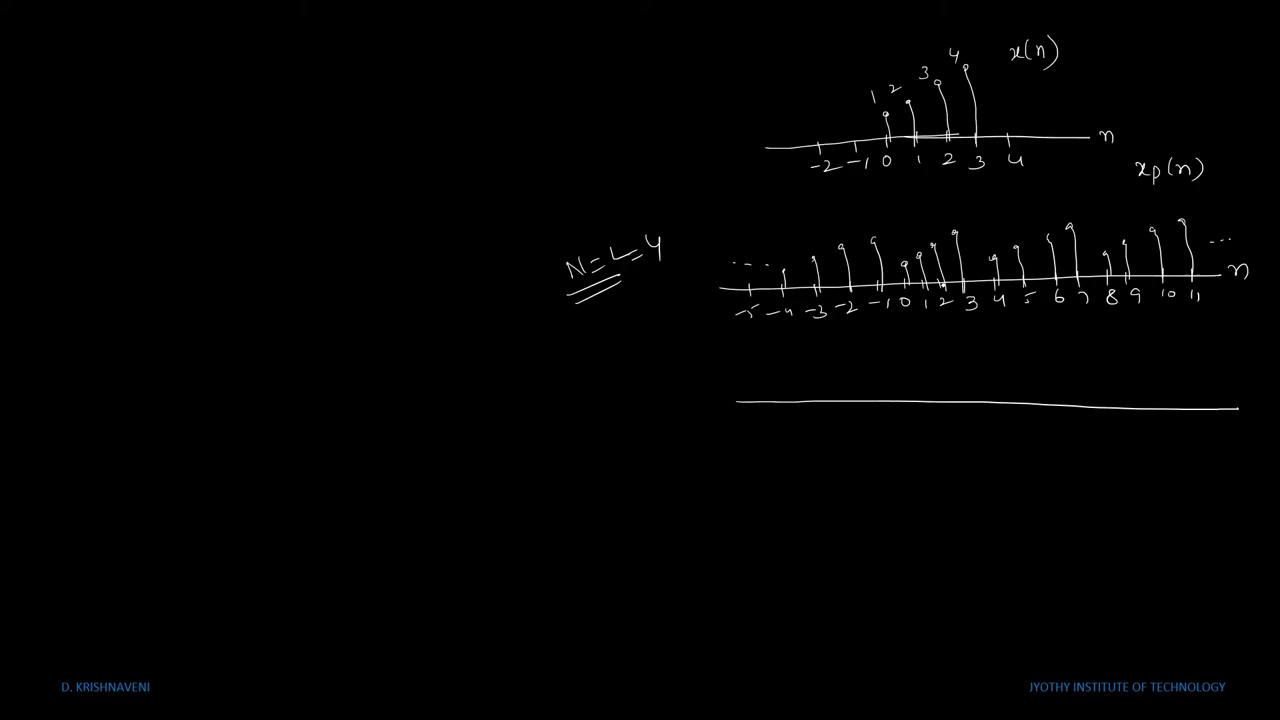 x(n)
1 2 3 4
n
-2 -1 0 1 2 3 4
xp(n)
N=L=4
.... ...
n
-5 -4 -3 -2 -1 0 1 2 3 4 5 6 7 8 9 10 11
D. KRISHNAVENI
JYOTHY INSTITUTE OF TECHNOLOGY